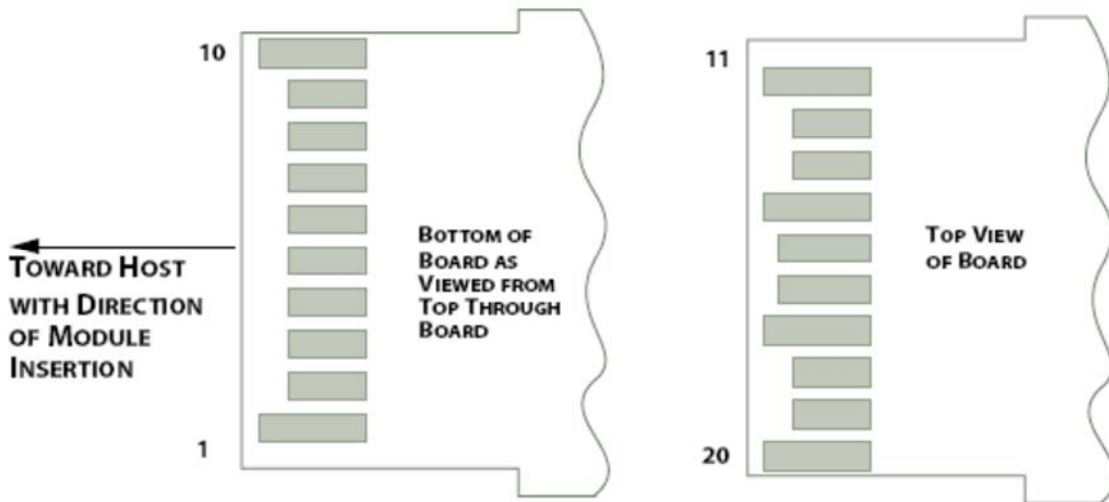 10
1
TOWARD HOST
WITH DIRECTION
OF MODULE
INSERTION
BOTTOM OF
BOARD AS
VIEWED FROM
TOP THROUGH
BOARD
11
20
TOP VIEW
OF BOARD